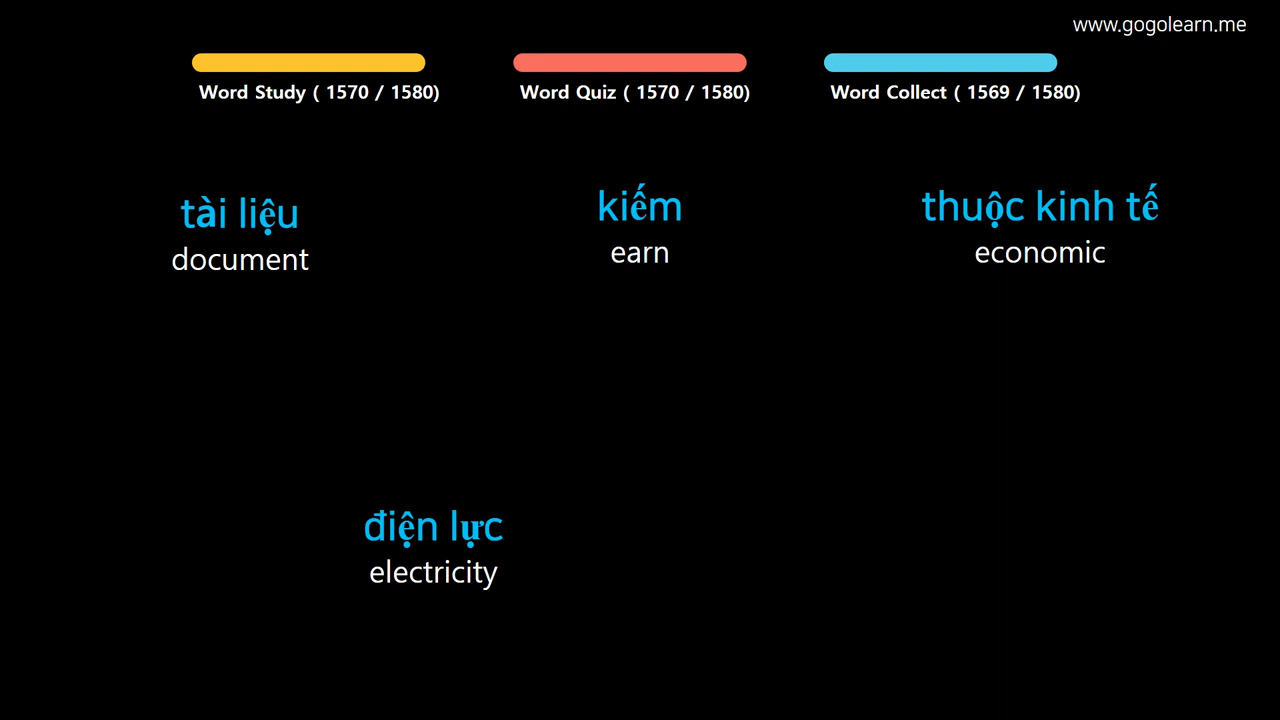 www.gogolearn.me
Word Study ( 1570 / 1580)
Word Quiz ( 1570 / 1580)
Word Collect ( 1569 / 1580)
tài liệu
document
kiếm
earn
thuộc kinh tế
economic
điện lực
electricity